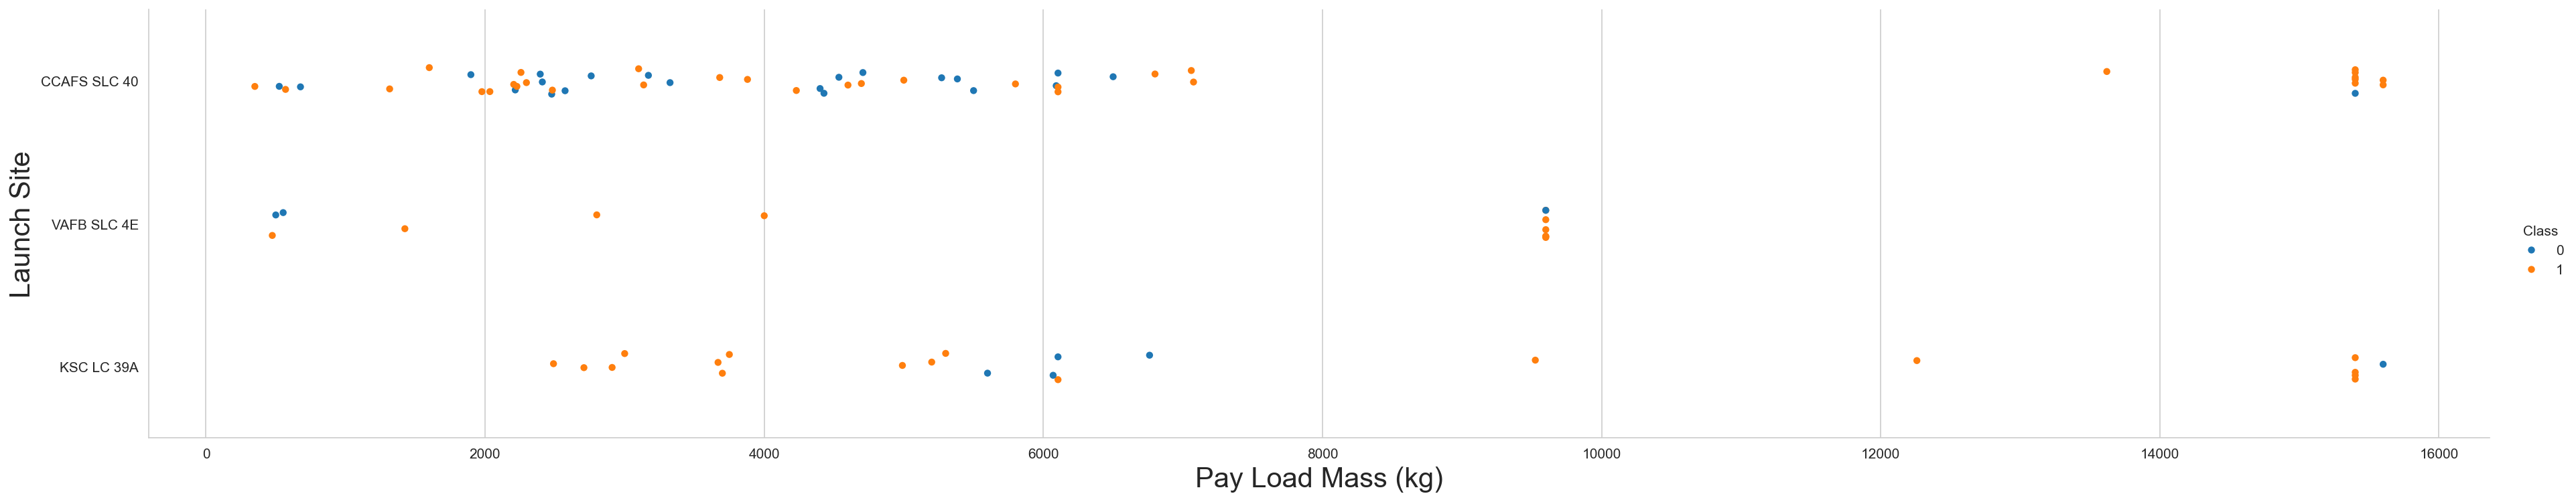 Launch Site
CCAFS SLC 40
VAFB SLC 4E
KSC LC 39A
0 2000 4000 6000 8000 10000 12000 14000 16000
Pay Load Mass (kg)
Class
0
1